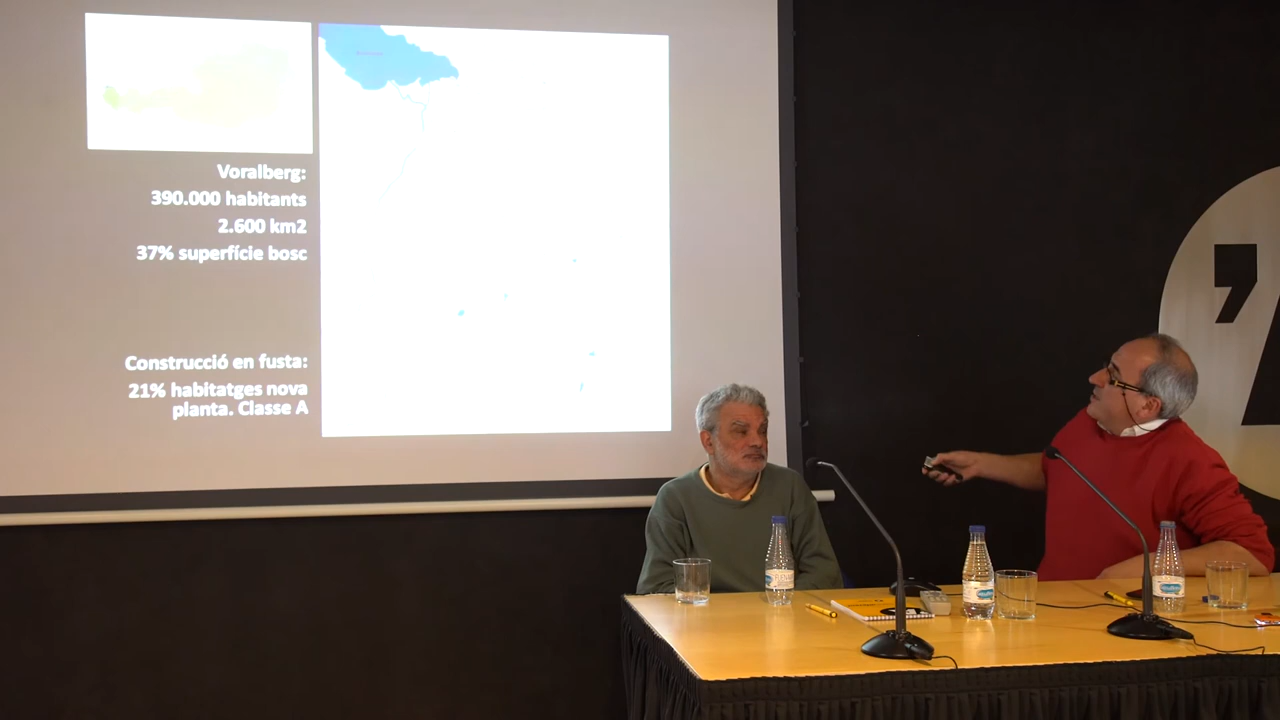 Voralberg:
390.000 habitants
2.600 km2
37% superfície bosc
Construcció en fusta:
21% habitatges nova
planta. Classe A